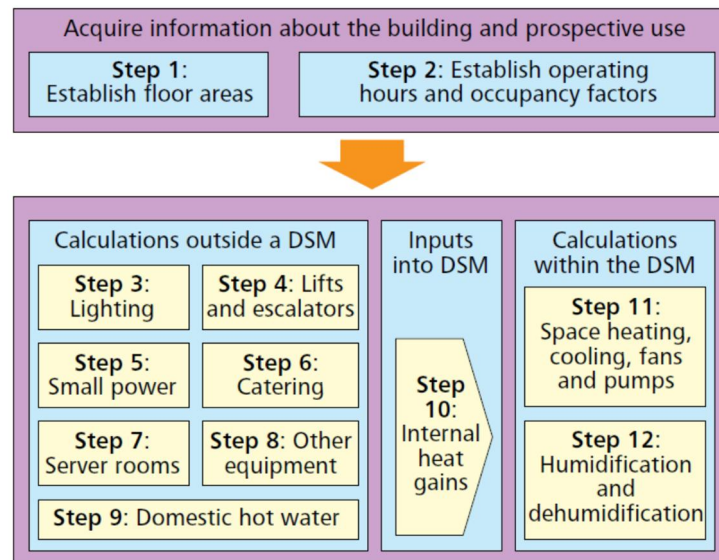 Acquire information about the building and prospective use
Step 1:
Establish floor areas
Step 2: Establish operating
hours and occupancy factors
Calculations outside a DSM
Step 3:
Lighting
Step 4: Lifts
and escalators
Step 5:
Small power
Step 6:
Catering
Step 7:
Server rooms
Step 8: Other
equipment
Step 9: Domestic hot water
Inputs
into DSM
Step
10:
Internal
heat
gains
Calculations
within the DSM
Step 11:
Space heating,
cooling, fans
and pumps
Step 12:
Humidification
and
dehumidification